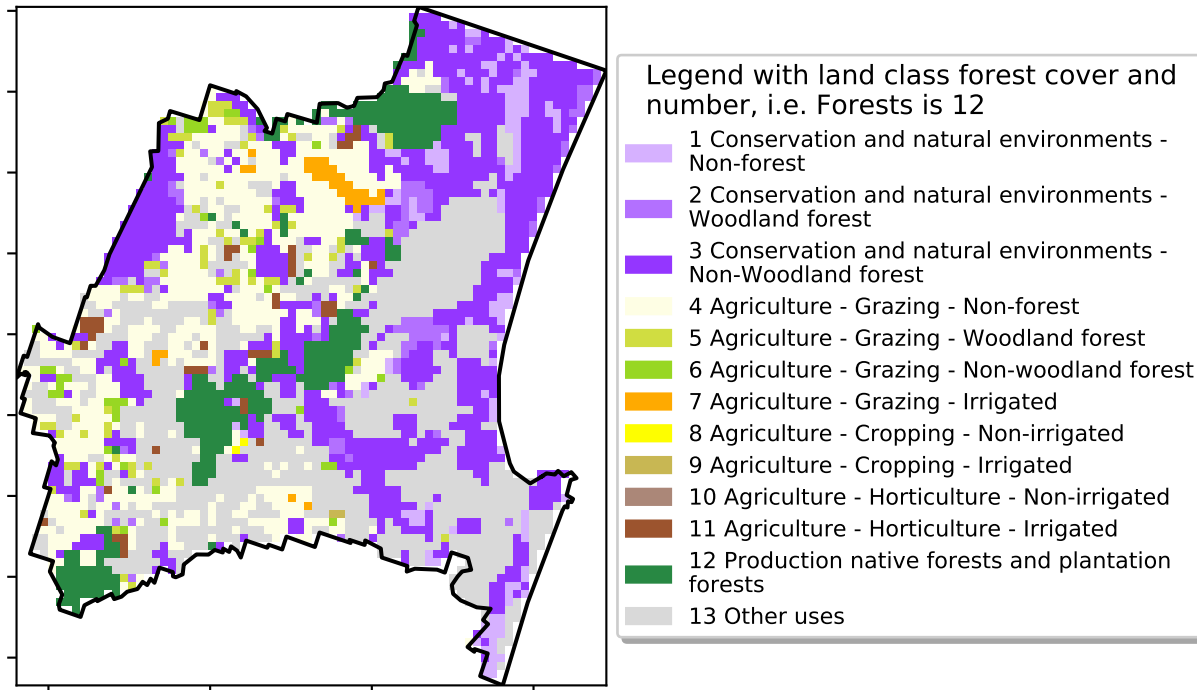 Legend with land class forest cover and
number, i.e. Forests is 12
1 Conservation and natural environments -
Non-forest
2 Conservation and natural environments -
Woodland forest
3 Conservation and natural environments -
Non-Woodland forest
4 Agriculture - Grazing - Non-forest
5 Agriculture - Grazing - Woodland forest
6 Agriculture - Grazing - Non-woodland forest
7 Agriculture - Grazing - Irrigated
8 Agriculture - Cropping - Non-irrigated
9 Agriculture - Cropping - Irrigated
10 Agriculture - Horticulture - Non-irrigated
11 Agriculture - Horticulture - Irrigated
12 Production native forests and plantation
forests
13 Other uses